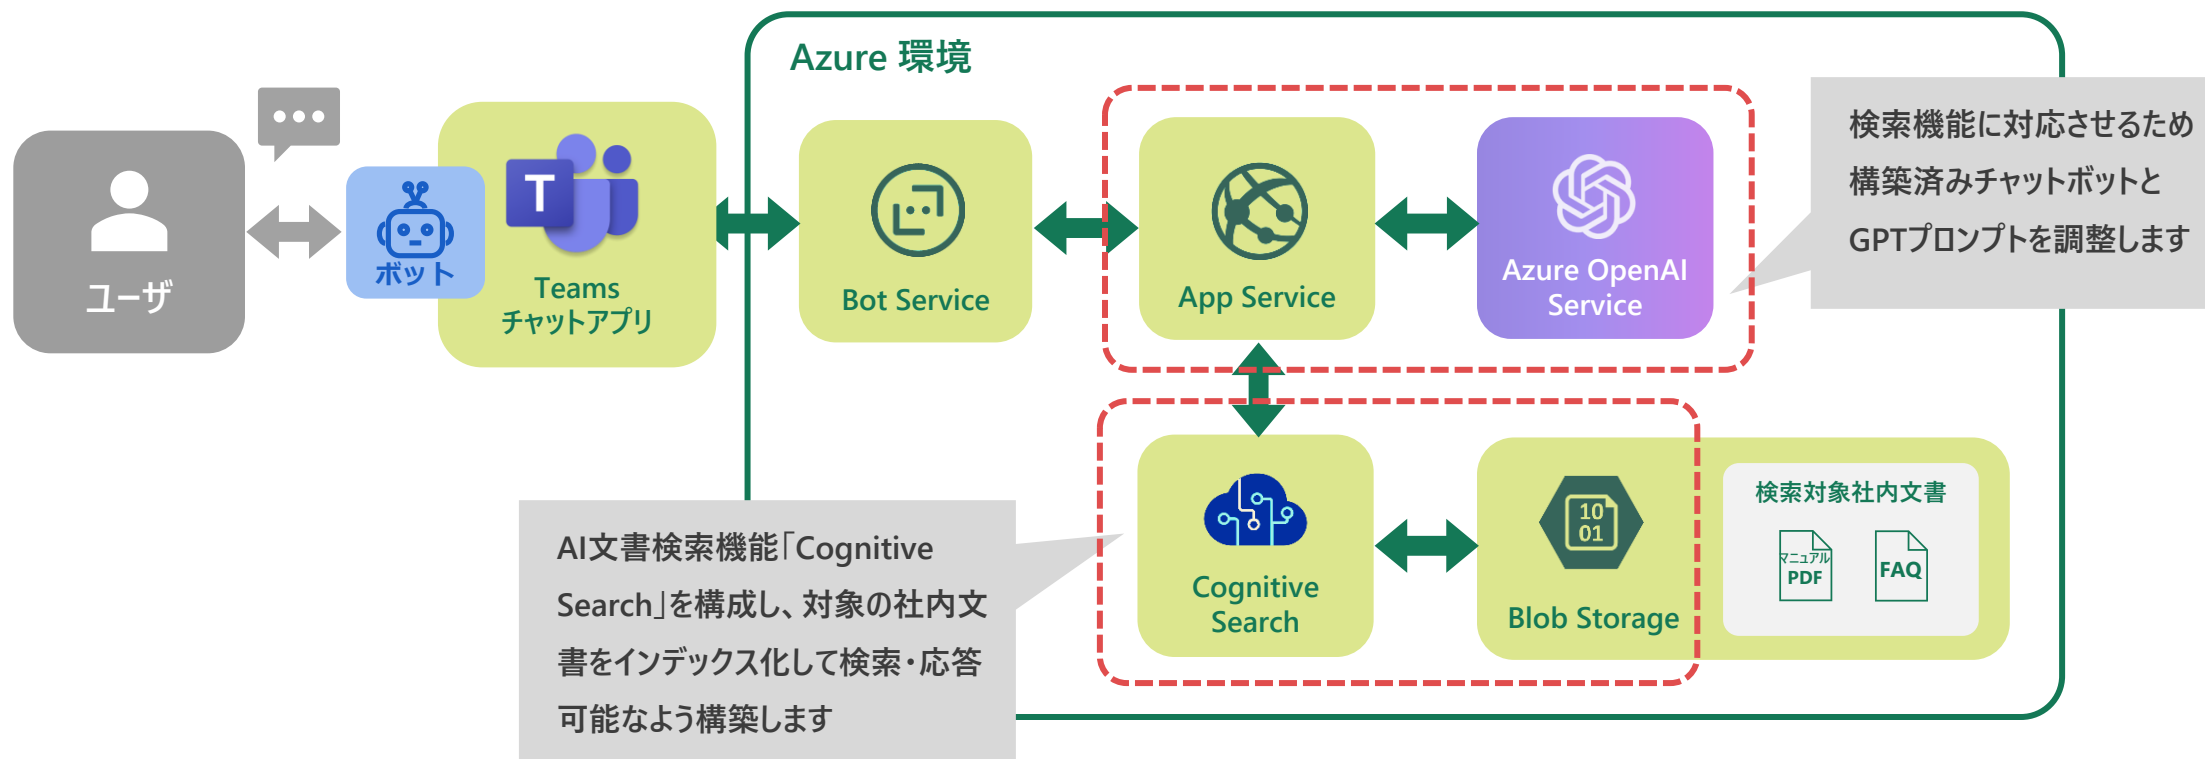 Azure 環境
ユーザ
ボット
T
Teams
チャットアプリ
Bot Service
App Service
Azure OpenAI
Service
検索機能に対応させるため
構築済みチャットボットと
GPTプロンプトを調整します
AI文書検索機能「Cognitive
Search」を構成し、対象の社内文
書をインデックス化して検索・応答
可能なよう構築します
Cognitive
Search
10
01
Blob Storage
検索対象社内文書
マニュアル
PDF
FAQ